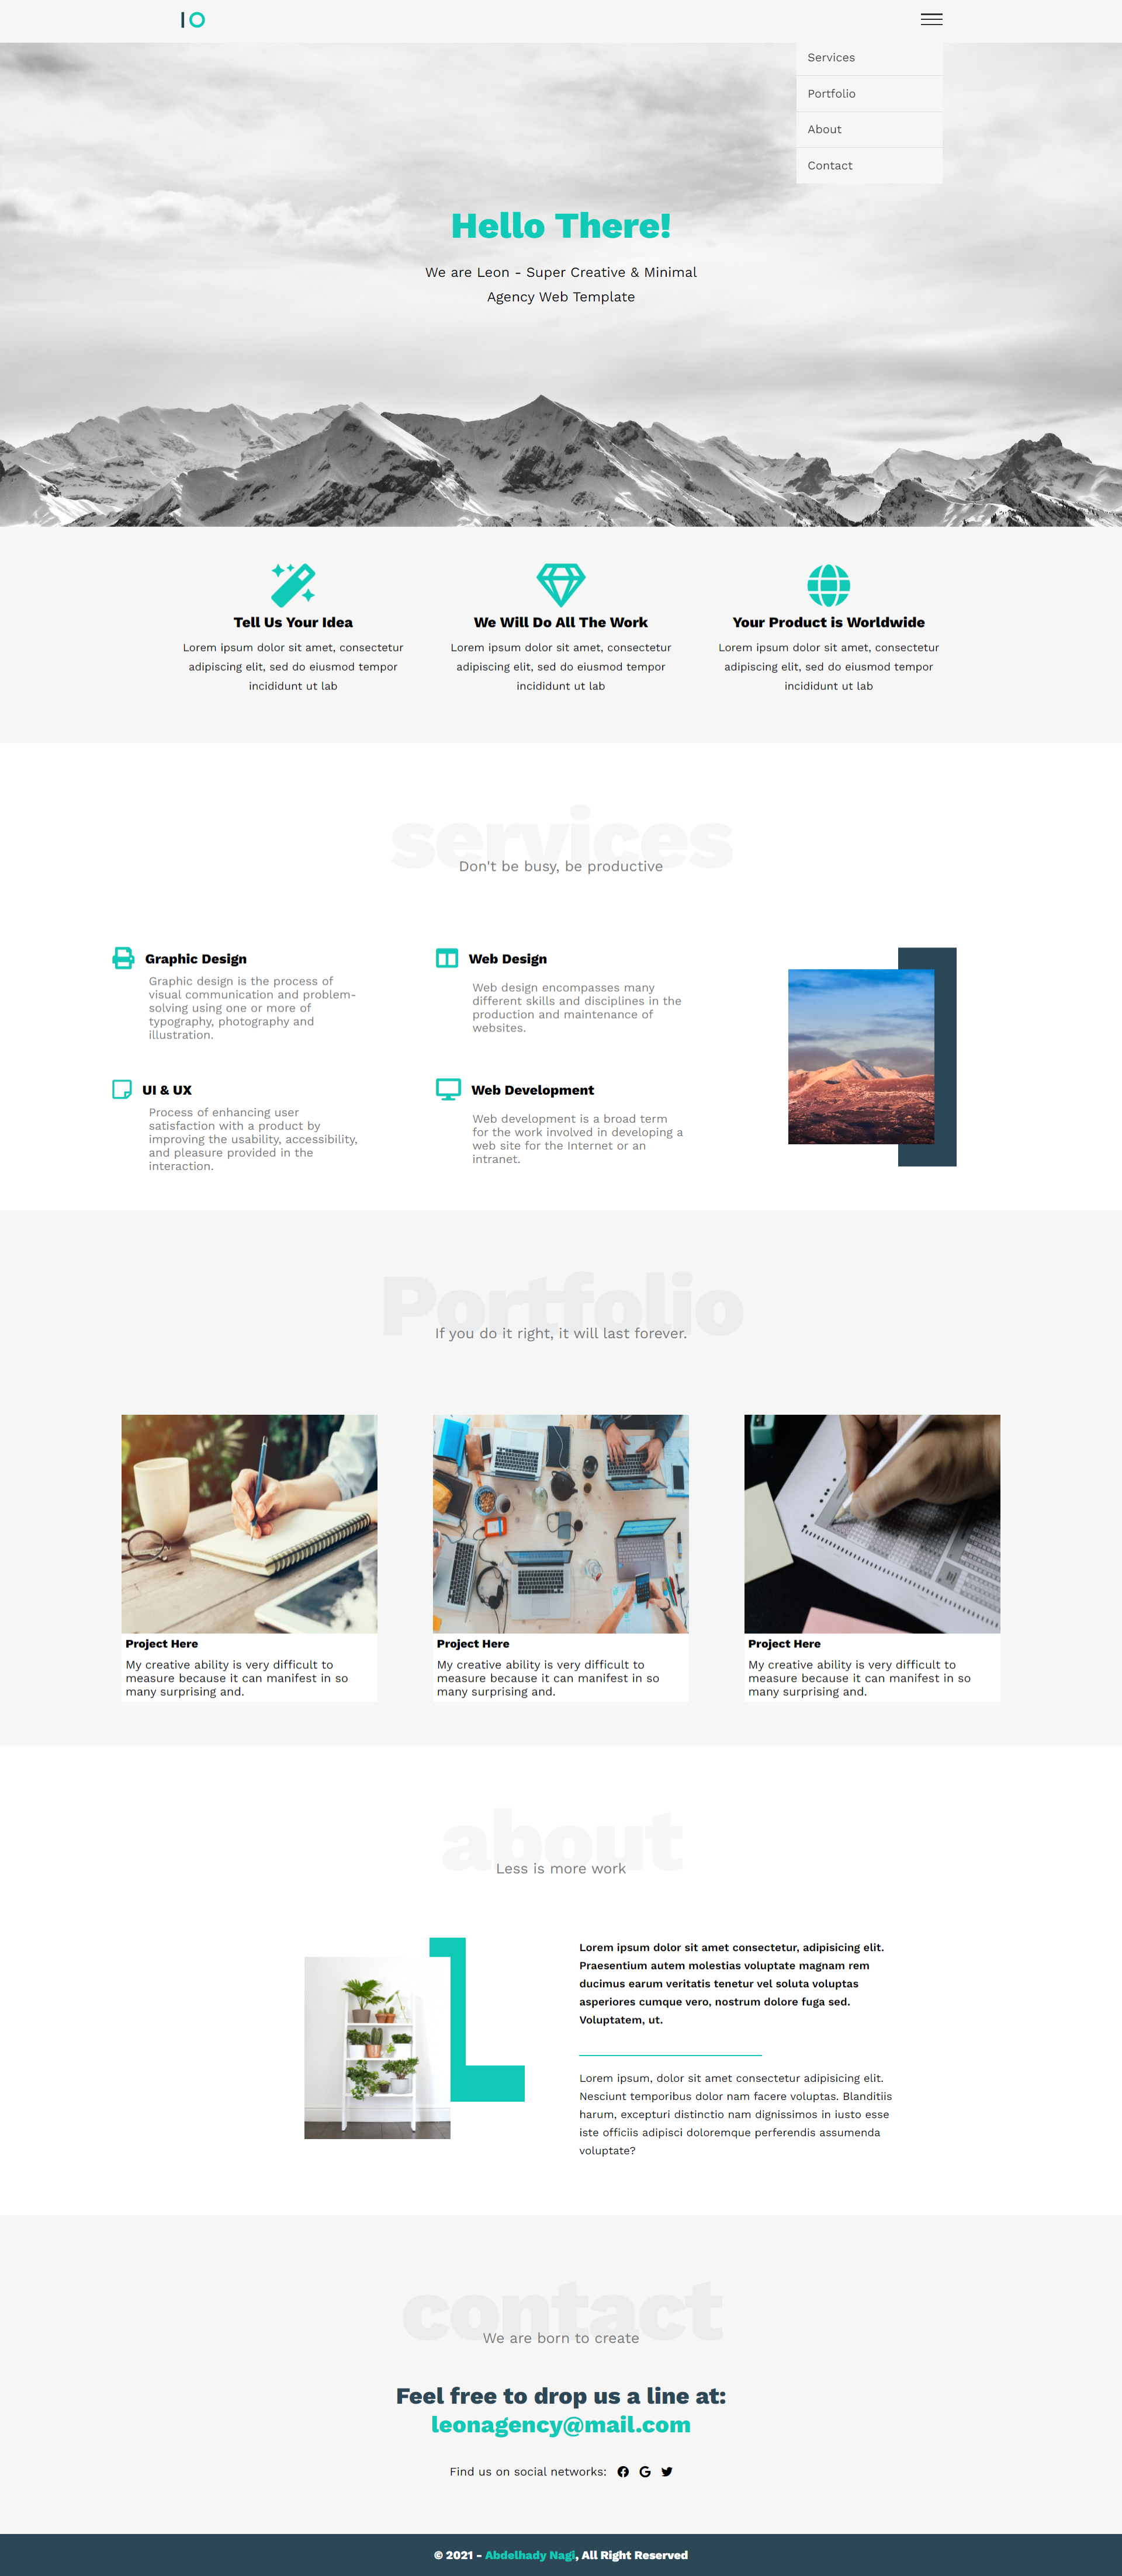 IO
Services
Portfolio
About
Contact
Hello There!
We are Leon - Super Creative & Minimal
Agency Web Template
Tell Us Your Idea
Lorem ipsum dolor sit amet, consectetur
adipiscing elit, sed do eiusmod tempor
incididunt ut lab
We Will Do All The Work
Lorem ipsum dolor sit amet, consectetur
adipiscing elit, sed do eiusmod tempor
incididunt ut lab
Your Product is Worldwide
Lorem ipsum dolor sit amet, consectetur
adipiscing elit, sed do eiusmod tempor
incididunt ut lab
services
Don't be busy, be productive
Graphic Design
Graphic design is the process of
visual communication and problem-
solving using one or more of
typography, photography and
illustration.
Web Design
Web design encompasses many
different skills and disciplines in the
production and maintenance of
websites.
UI & UX
Process of enhancing user
satisfaction with a product by
improving the usability, accessibility,
and pleasure provided in the
interaction.
Web Development
Web development is a broad term
for the work involved in developing a
web site for the Internet or an
intranet.
Portfolio
If you do it right, it will last forever.
Project Here
My creative ability is very difficult to
measure because it can manifest in so
many surprising and.
Project Here
My creative ability is very difficult to
measure because it can manifest in so
many surprising and.
Project Here
My creative ability is very difficult to
measure because it can manifest in so
many surprising and.
about
Less is more work
Lorem ipsum dolor sit amet consectetur, adipisicing elit.
Praesentium autem molestias voluptate magnam rem
ducimus earum veritatis tenetur vel soluta voluptas
asperiores cumque vero, nostrum dolore fuga sed.
Voluptatem, ut.
Lorem ipsum, dolor sit amet consectetur adipisicing elit.
Nesciunt temporibus dolor nam facere voluptas. Blanditiis
harum, excepturi distinctio nam dignissimos in iusto esse
iste officiis adipisci doloremque perferendis assumenda
voluptate?
contact
We are born to create
Feel free to drop us a line at:
leonagency@mail.com
Find us on social networks:
© 2021 - Abdelhady Nagi, All Right Reserved